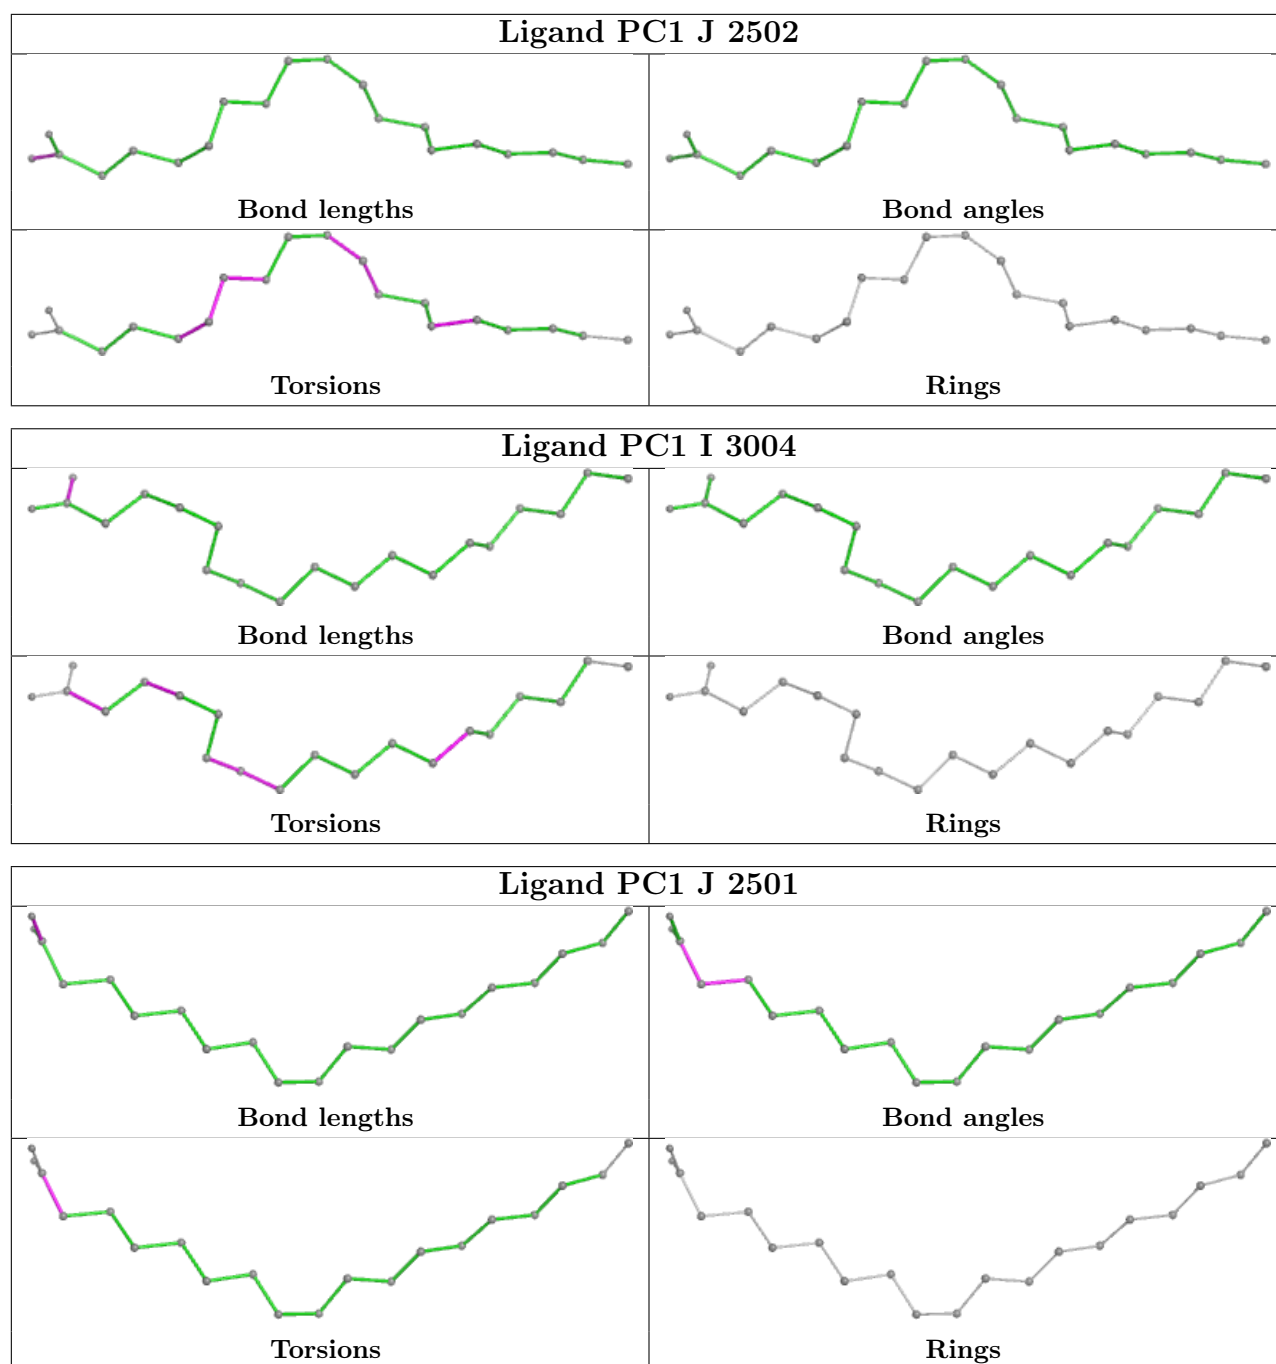 Ligand PC1 J 2502
Bond lengths
Bond angles
Torsions
Rings
Ligand PC1 I 3004
Bond lengths
Bond angles
Torsions
Rings
Ligand PC1 J 2501
Bond lengths
Bond angles
Torsions
Rings